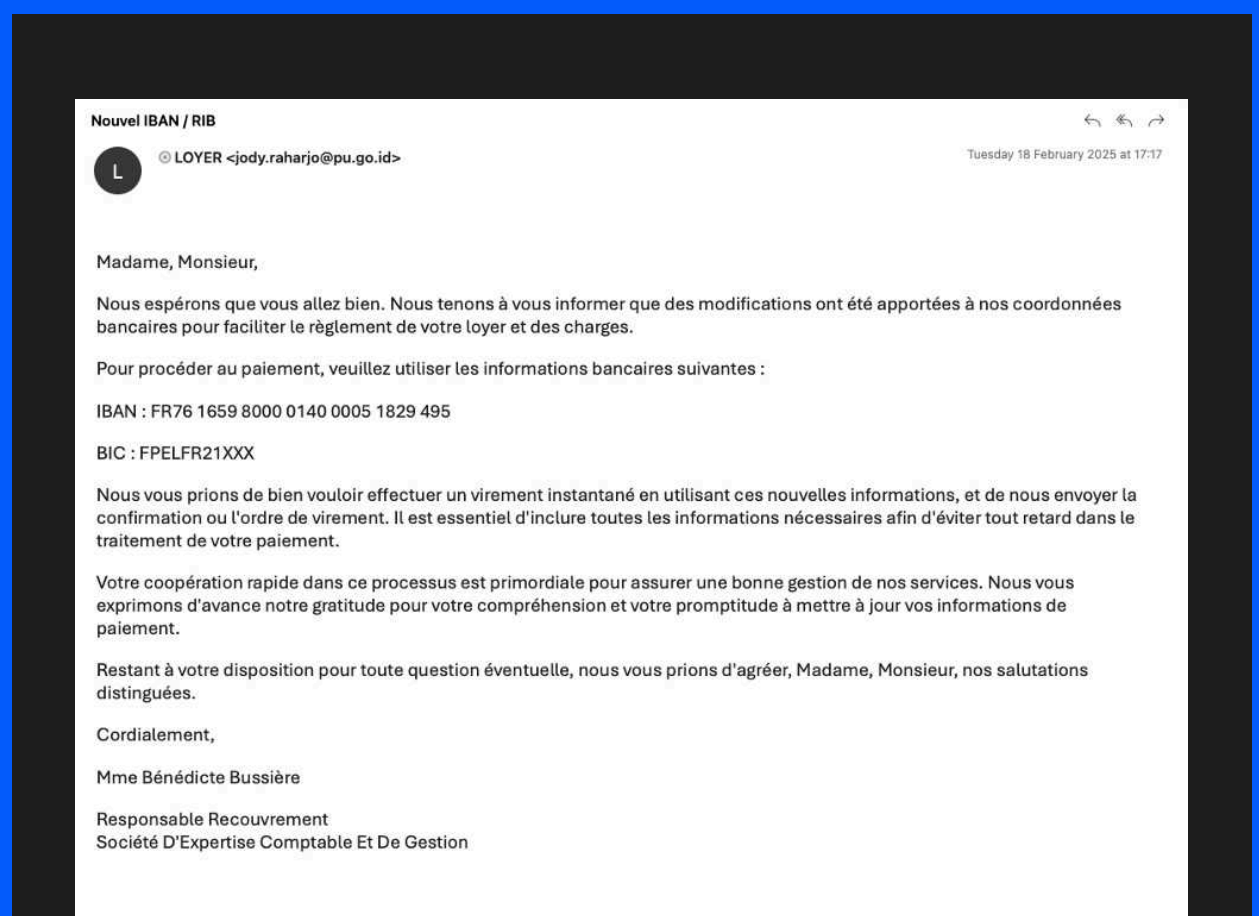 Nouvel IBAN / RIB
L
LOYER <jody.raharjo@pu.go.id>
Tuesday 18 February 2025 at 17:17
Madame, Monsieur,
Nous espérons que vous allez bien. Nous tenons à vous informer que des modifications ont été apportées à nos coordonnées
bancaires pour faciliter le règlement de votre loyer et des charges.
Pour procéder au paiement, veuillez utiliser les informations bancaires suivantes :
IBAN : FR76 1659 8000 0140 0005 1829 495
BIC : FPELFR21XXX
Nous vous prions de bien vouloir effectuer un virement instantané en utilisant ces nouvelles informations, et de nous envoyer la
confirmation ou l'ordre de virement. Il est essentiel d'inclure toutes les informations nécessaires afin d'éviter tout retard dans le
traitement de votre paiement.
Votre coopération rapide dans ce processus est primordiale pour assurer une bonne gestion de nos services. Nous vous
exprimons d'avance notre gratitude pour votre compréhension et votre promptitude à mettre à jour vos informations de
paiement.
Restant à votre disposition pour toute question éventuelle, nous vous prions d'agréer, Madame, Monsieur, nos salutations
distinguées.
Cordialement,
Mme Bénédicte Bussière
Responsable Recouvrement
Société D'Expertise Comptable Et De Gestion